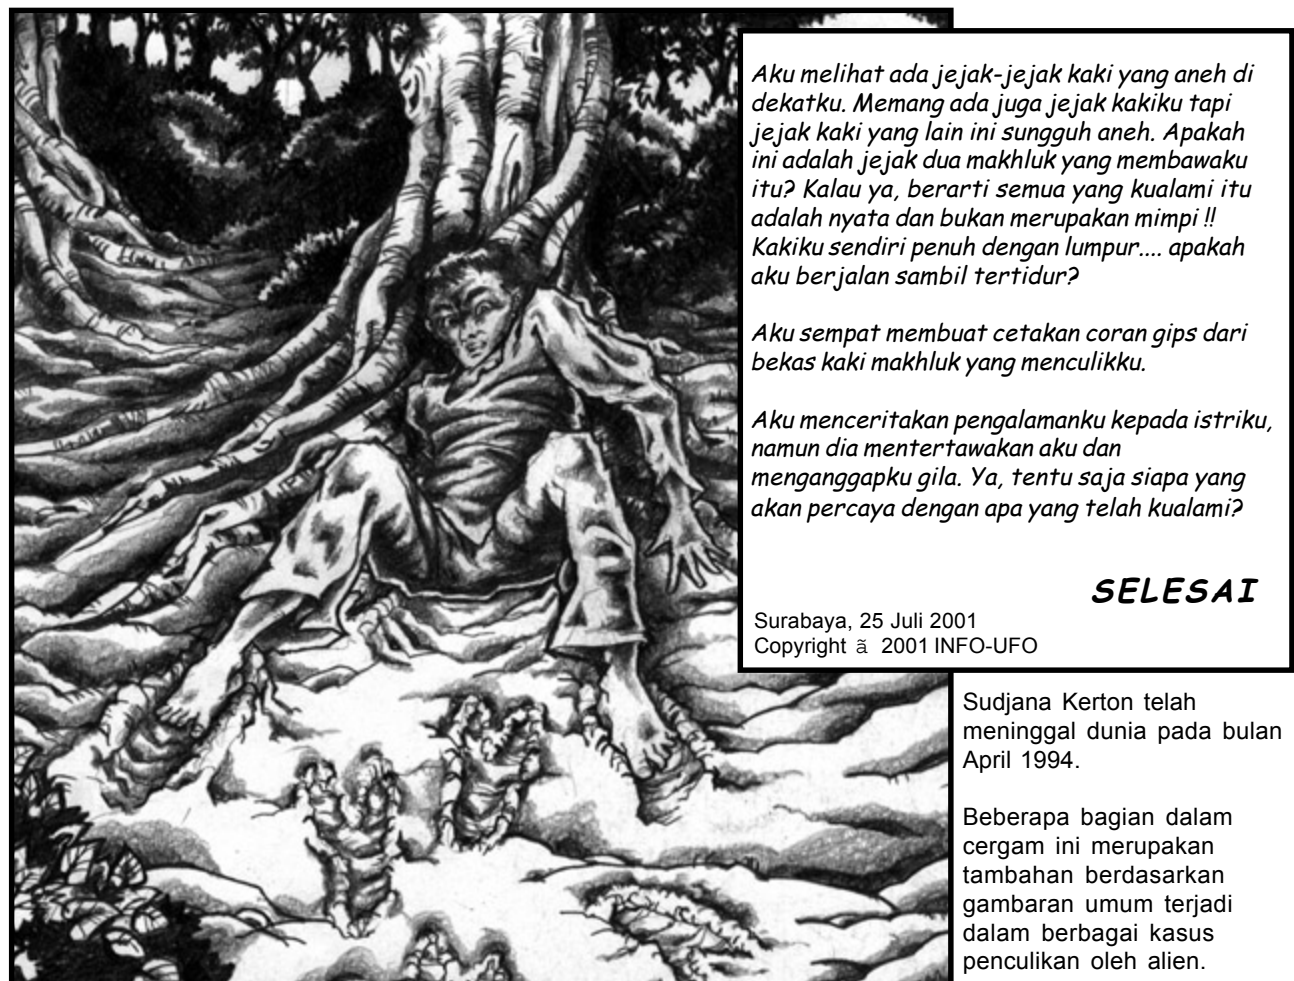 Aku melihat ada jejak-jejak kaki yang aneh di
dekatku. Memang ada juga jejak kakiku tapi
jejak kaki yang lain ini sungguh aneh. Apakah
ini adalah jejak dua makhluk yang membawaku
itu? Kalau ya, berarti semua yang kualami itu
adalah nyata dan bukan merupakan mimpi !!
Kakiku sendiri penuh dengan lumpur.... apakah
aku berjalan sambil tertidur?
Aku sempat membuat cetakan coran gips dari
bekas kaki makhluk yang menculikku.
Aku menceritakan pengalamanku kepada istriku,
namun dia mentertawakan aku dan
menganggapku gila. Ya, tentu saja siapa yang
akan percaya dengan apa yang telah kualami?
SELESAI
Surabaya, 25 Juli 2001
Copyright ã 2001 INFO-UFO
Sudjana Kerton telah
meninggal dunia pada bulan
April 1994.
Beberapa bagian dalam
cergam ini merupakan
tambahan berdasarkan
gambaran umum terjadi
dalam berbagai kasus
penculikan oleh alien.